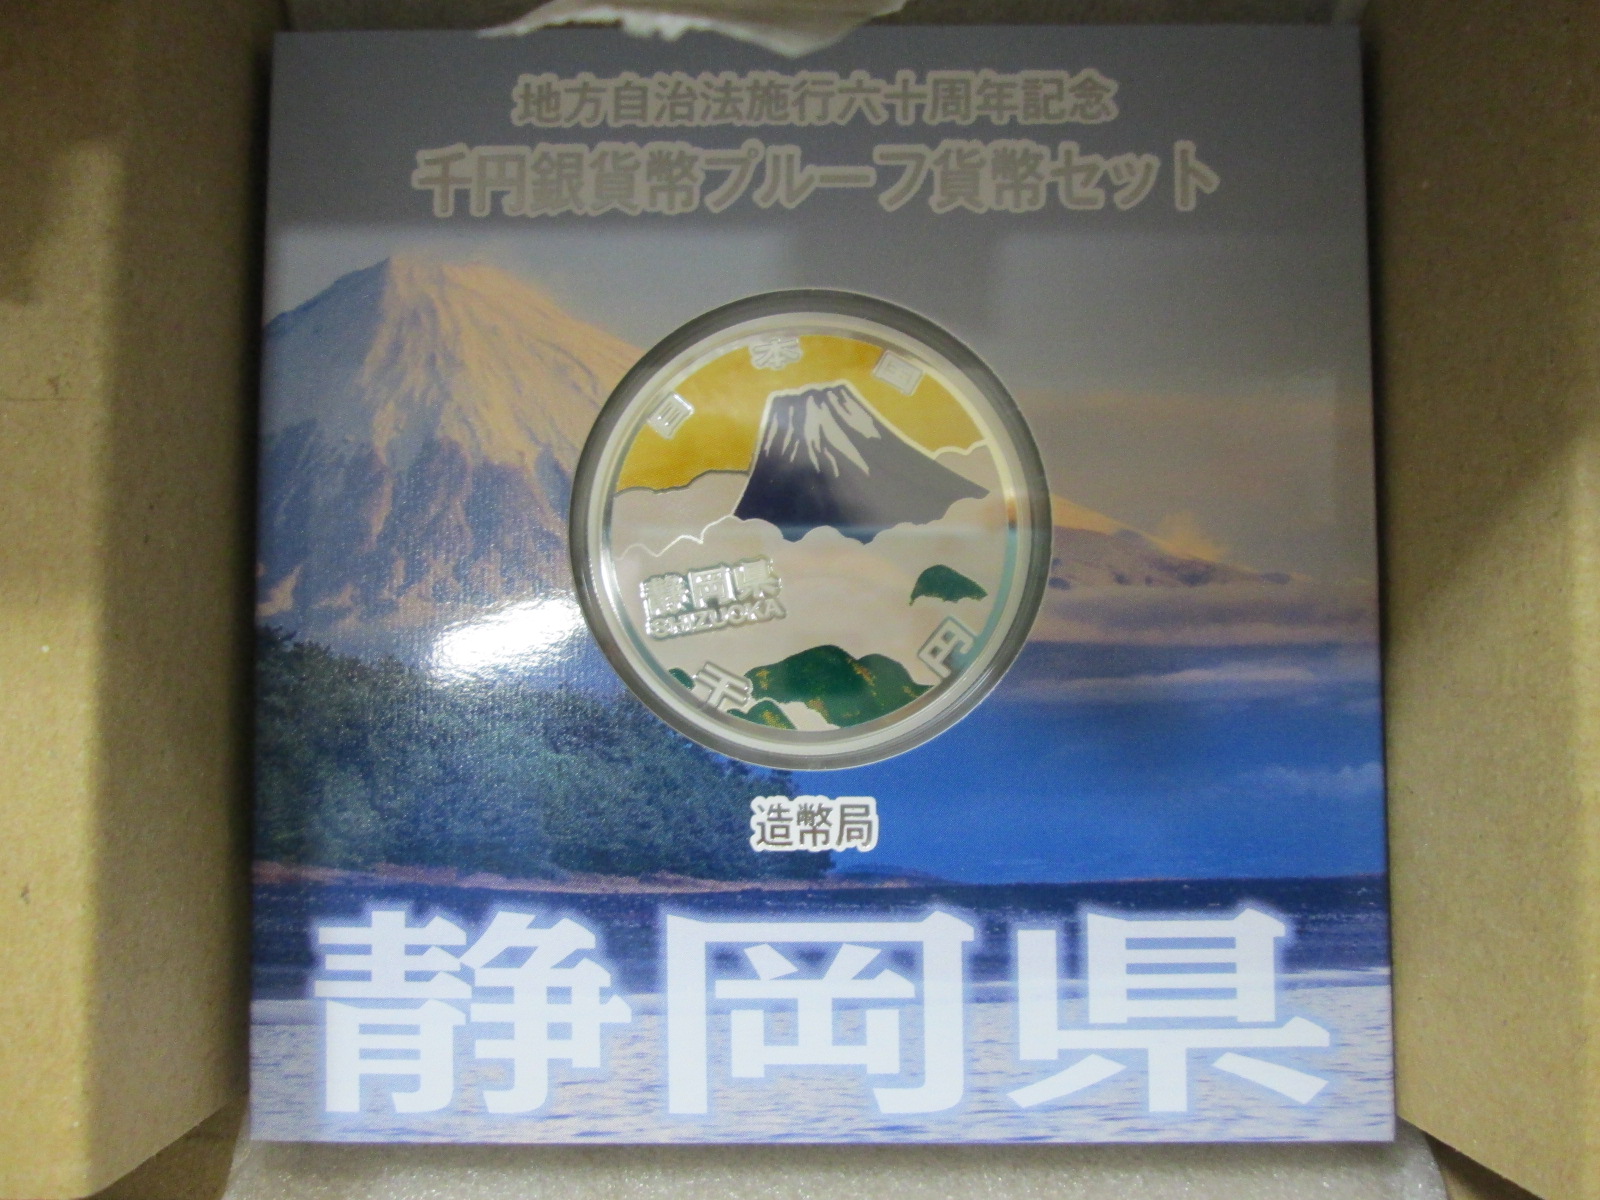 地方自治法施行六十周年記念
千円銀貨幣プルーフ貨幣セット
日本国
静岡県
SHIZUOKA
千円
造幣局
静岡県